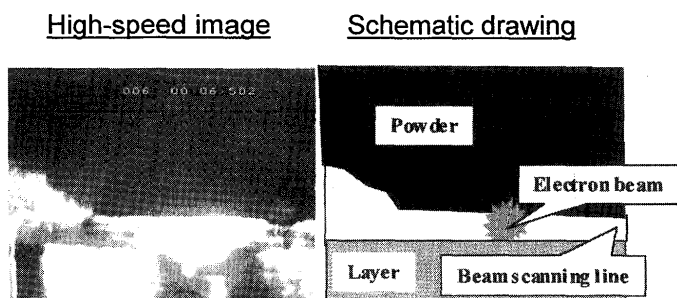 High-speed image
Schematic drawing
006 00 06 502
Powder
Electron beam
Layer
Beam scanning line